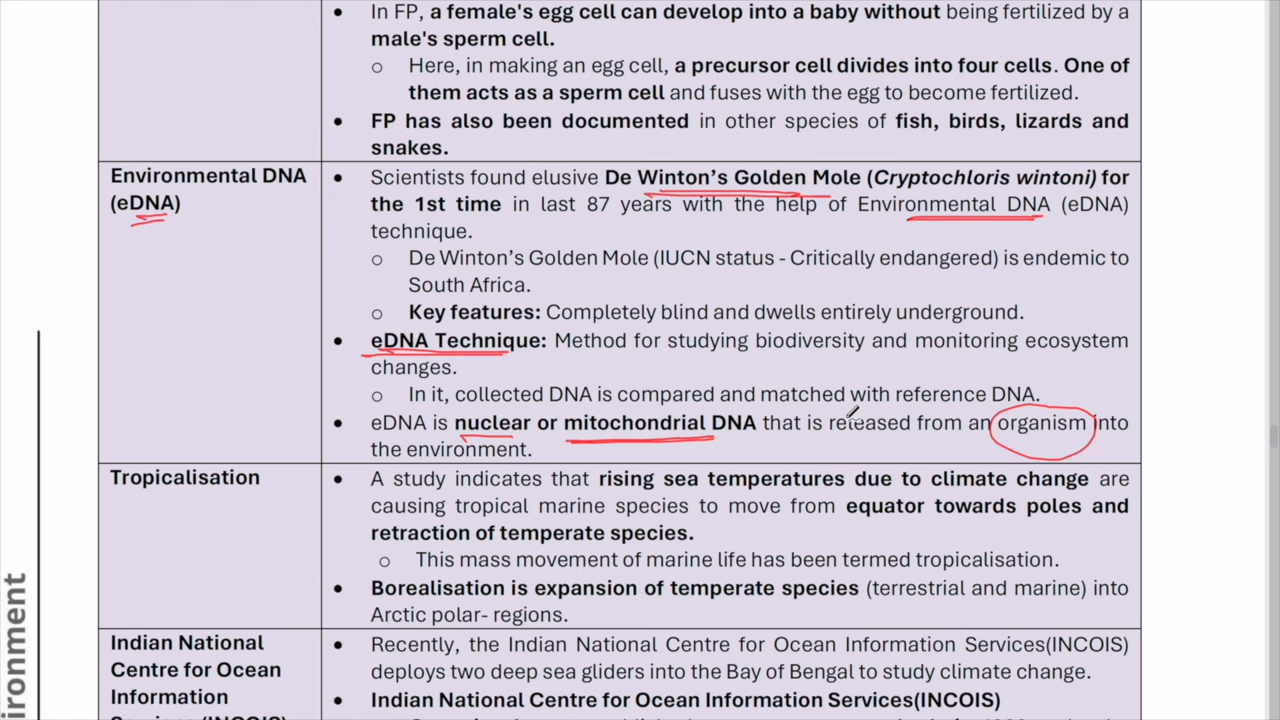 In FP, a female's egg cell can develop into a baby without being fertilized by a
male's sperm cell.
Here, in making an egg cell, a precursor cell divides into four cells. One of
them acts as a sperm cell and fuses with the egg to become fertilized.
FP has also been documented in other species of fish, birds, lizards and
snakes.
Environmental DNA
(eDNA)
Scientists found elusive De Winton's Golden Mole (Cryptochloris wintoni) for
the 1st time in last 87 years with the help of Environmental DNA (eDNA)
technique.
De Winton's Golden Mole (IUCN status - Critically endangered) is endemic to
South Africa.
Key features: Completely blind and dwells entirely underground.
eDNA Technique: Method for studying biodiversity and monitoring ecosystem
changes.
In it, collected DNA is compared and matched with reference DNA.
eDNA is nuclear or mitochondrial DNA that is released from an organism into
the environment.
Tropicalisation
A study indicates that rising sea temperatures due to climate change are
causing tropical marine species to move from equator towards poles and
retraction of temperate species.
This mass movement of marine life has been termed tropicalisation.
Borealisation is expansion of temperate species (terrestrial and marine) into
Arctic polar- regions.
Indian National
Centre for Ocean
Information
Recently, the Indian National Centre for Ocean Information Services(INCOIS)
deploys two deep sea gliders into the Bay of Bengal to study climate change.
Indian National Centre for Ocean Information Services(INCOIS)
ironment